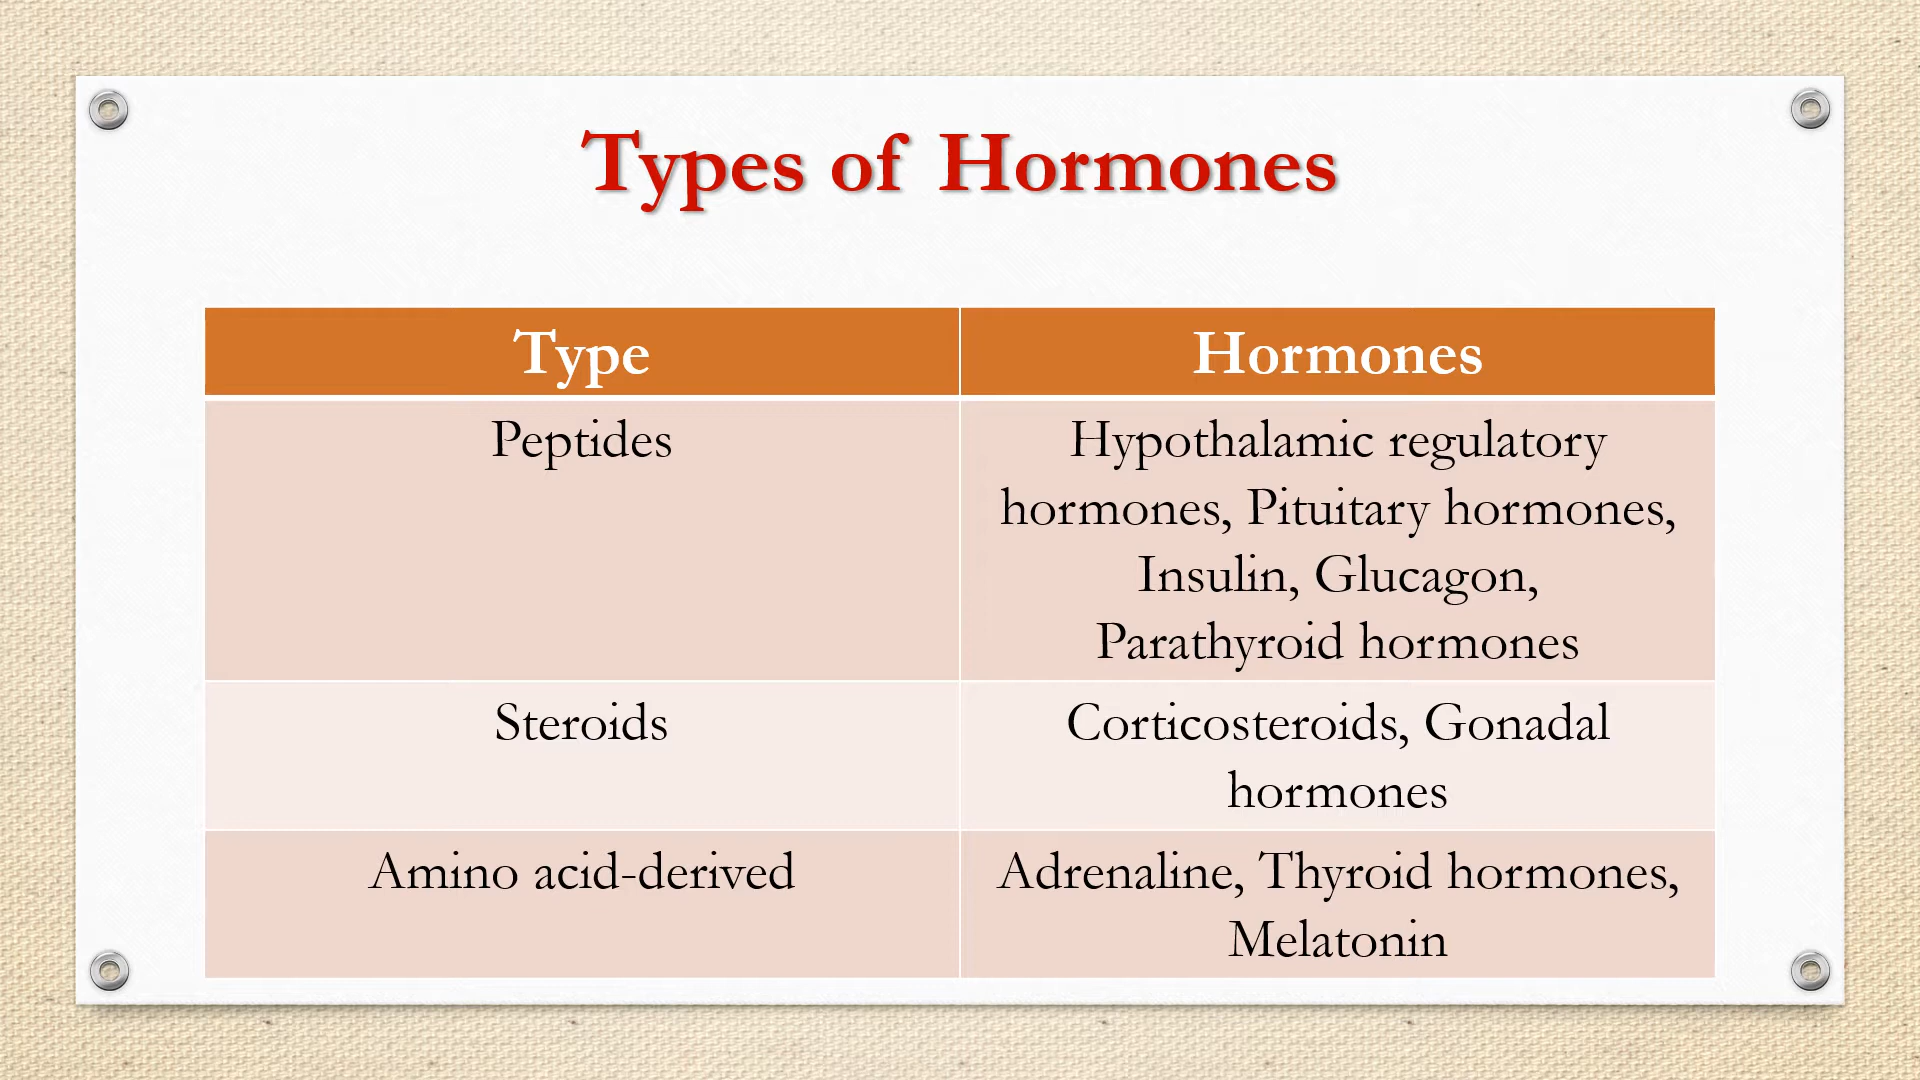 Types of Hormones
Type
Hormones
Peptides
Hypothalamic regulatory
hormones, Pituitary hormones,
Insulin, Glucagon,
Parathyroid hormones
Steroids
Corticosteroids, Gonadal
hormones
Amino acid-derived
Adrenaline, Thyroid hormones,
Melatonin